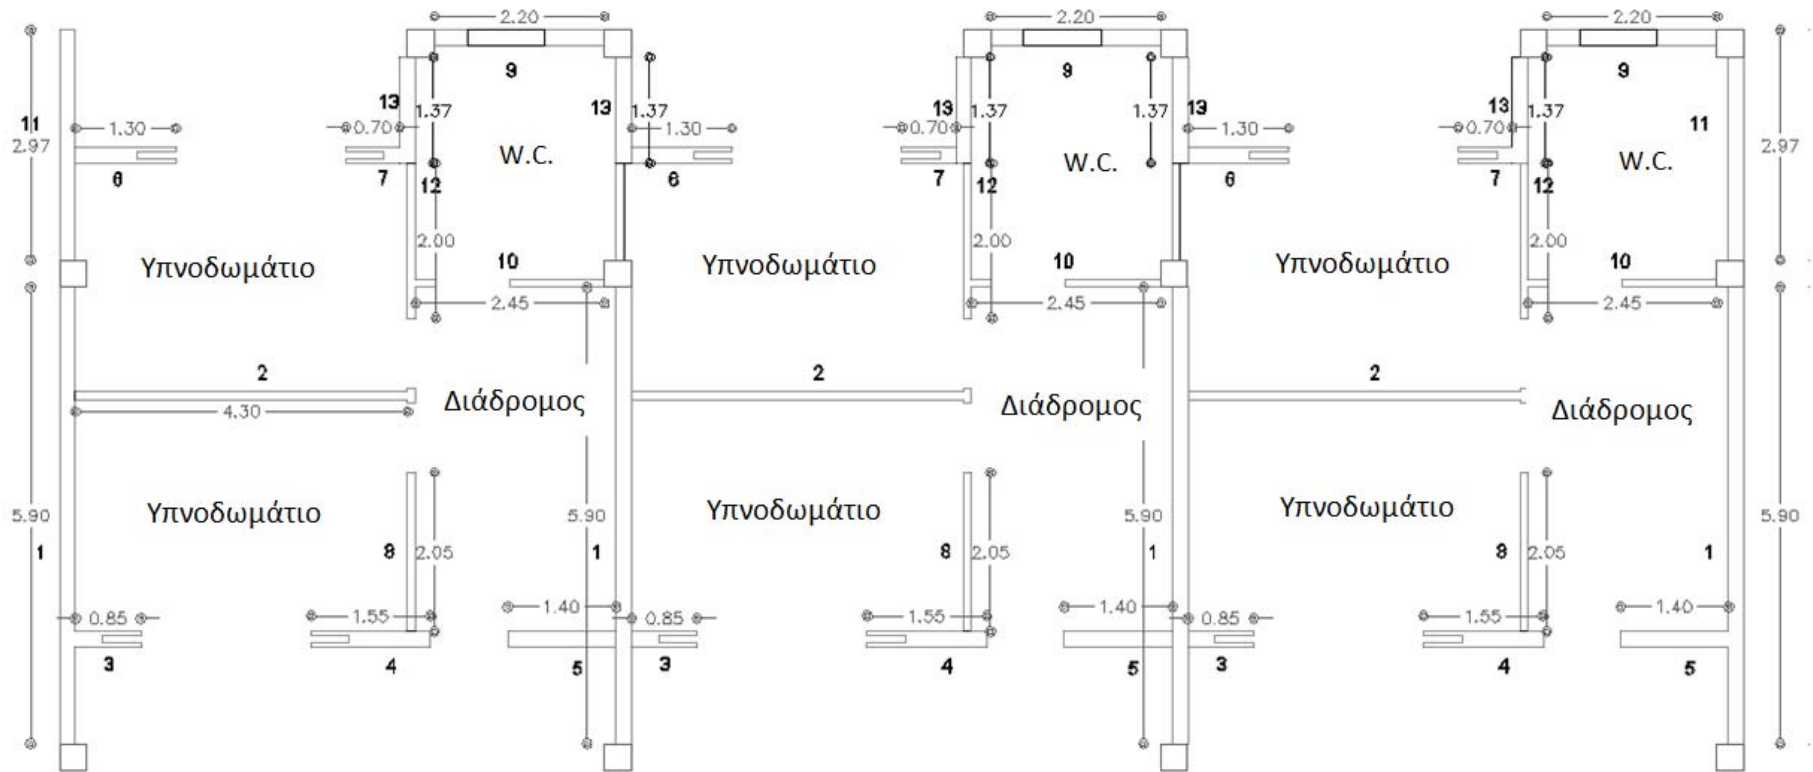 2.20 2.20 2.20
9 9 9
13 1.37 13 1.37 13 1.37 1.37 13 13 1.37
11 1.30 0.70 1.30 0.70 1.30 0.70 11
2.97 W.C. W.C. W.C. 2.97
6 7 12 6 7 12 6 7 12
2.00 2.00 2.00
Υπνοδωμάτιο 10 Υπνοδωμάτιο 10 Υπνοδωμάτιο 10
2.45 2.45 2.45
2 2 2
4.30 Διάδρομος Διάδρομος Διάδρομος
5.90 Υπνοδωμάτιο 5.90 Υπνοδωμάτιο 5.90 Υπνοδωμάτιο 5.90
1 8 2.05 1 8 2.05 1 8 2.05 1
0.85 1.55 1.40 0.85 1.55 1.40 0.85 1.55 1.40
3 4 5 3 4 5 3 4 5